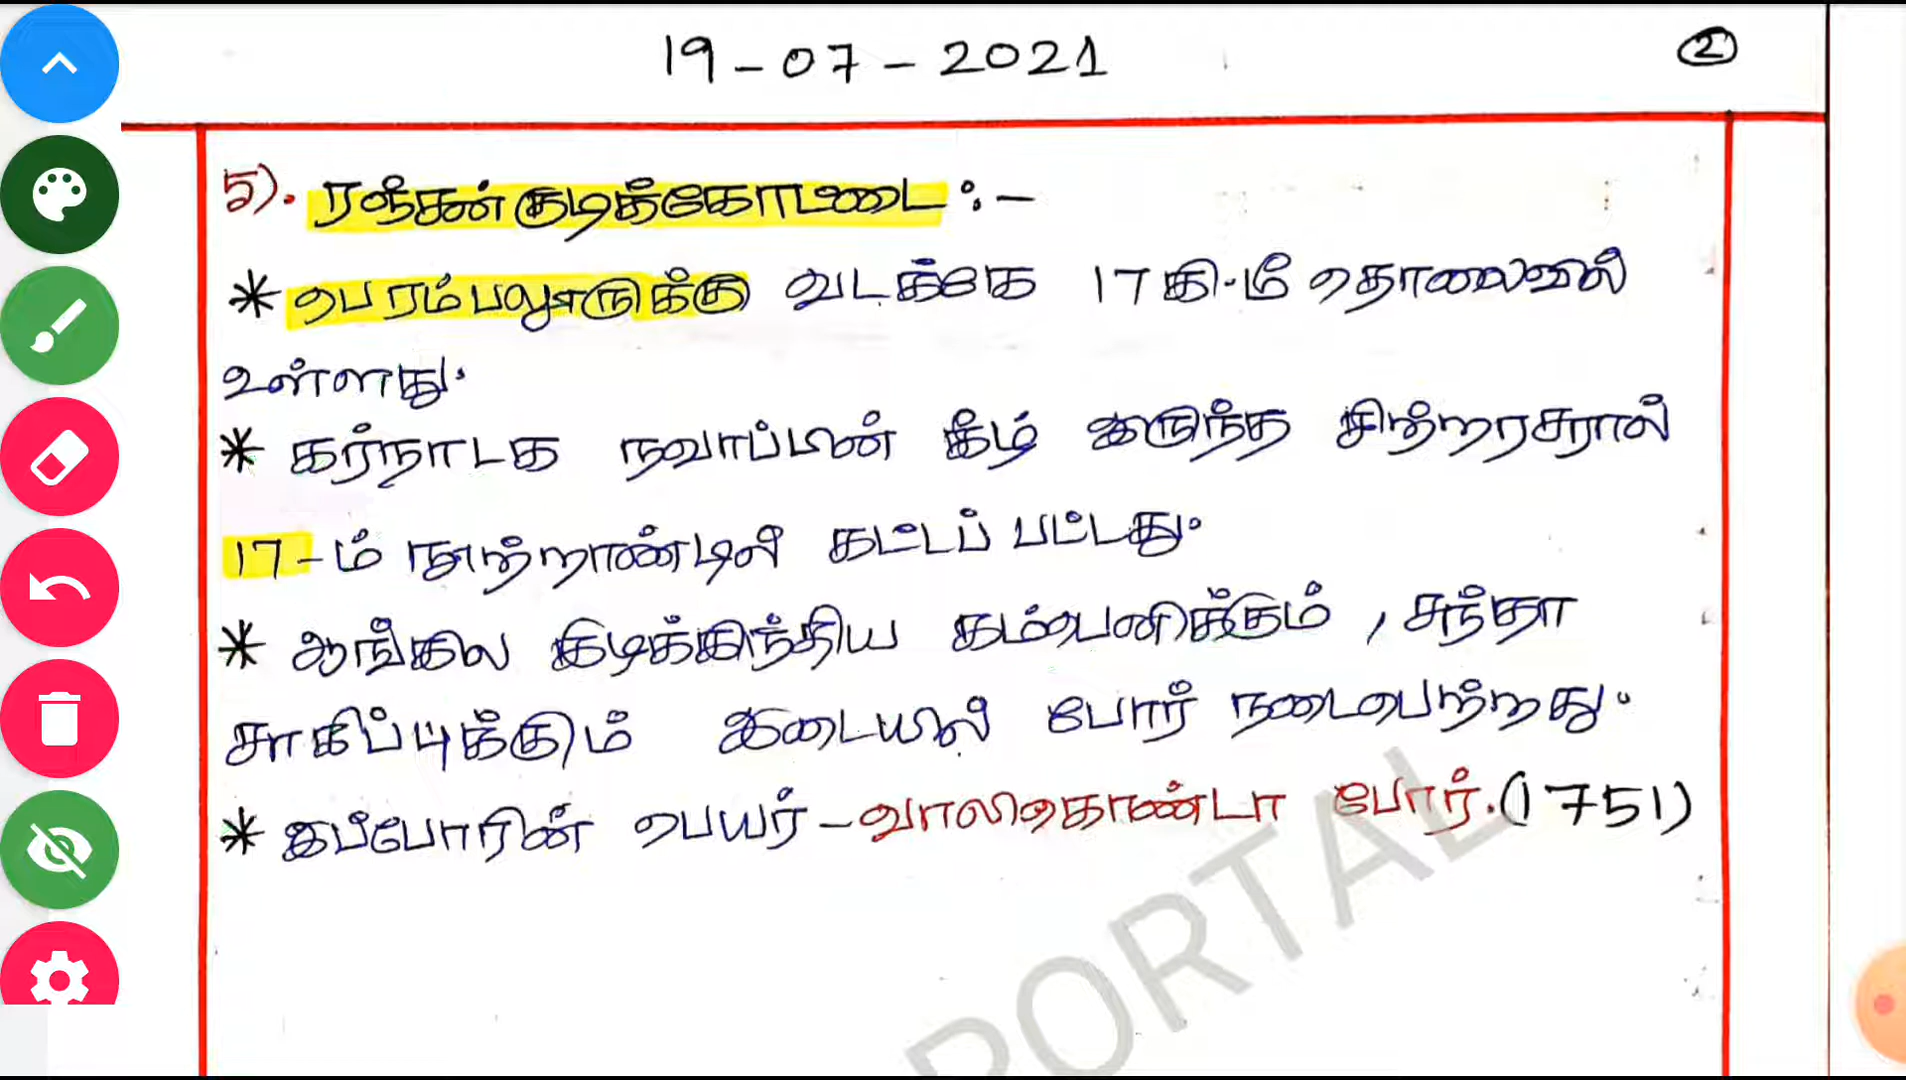 19-07-2021
2
5). ரஞ்சன்குடிக்கோட்டை :-
* பெரம்பலூருக்கு வடக்கே 17 கி.மீ தொலைவில்
உள்ளது.
* கர்நாடக நவாப்பின் கீழ் இருந்த சிற்றரசரால்
17-ம் நூற்றாண்டில் கட்டப் பட்டது.
* ஆங்கில கிழக்கிந்திய கம்பெனிக்கும், சந்தா
சாகிப்புக்கும் இடையில் போர் நடைபெற்றது.
* இப்போரின் பெயர் - வாலிகொண்டா போர்.(1751)
PORTAL